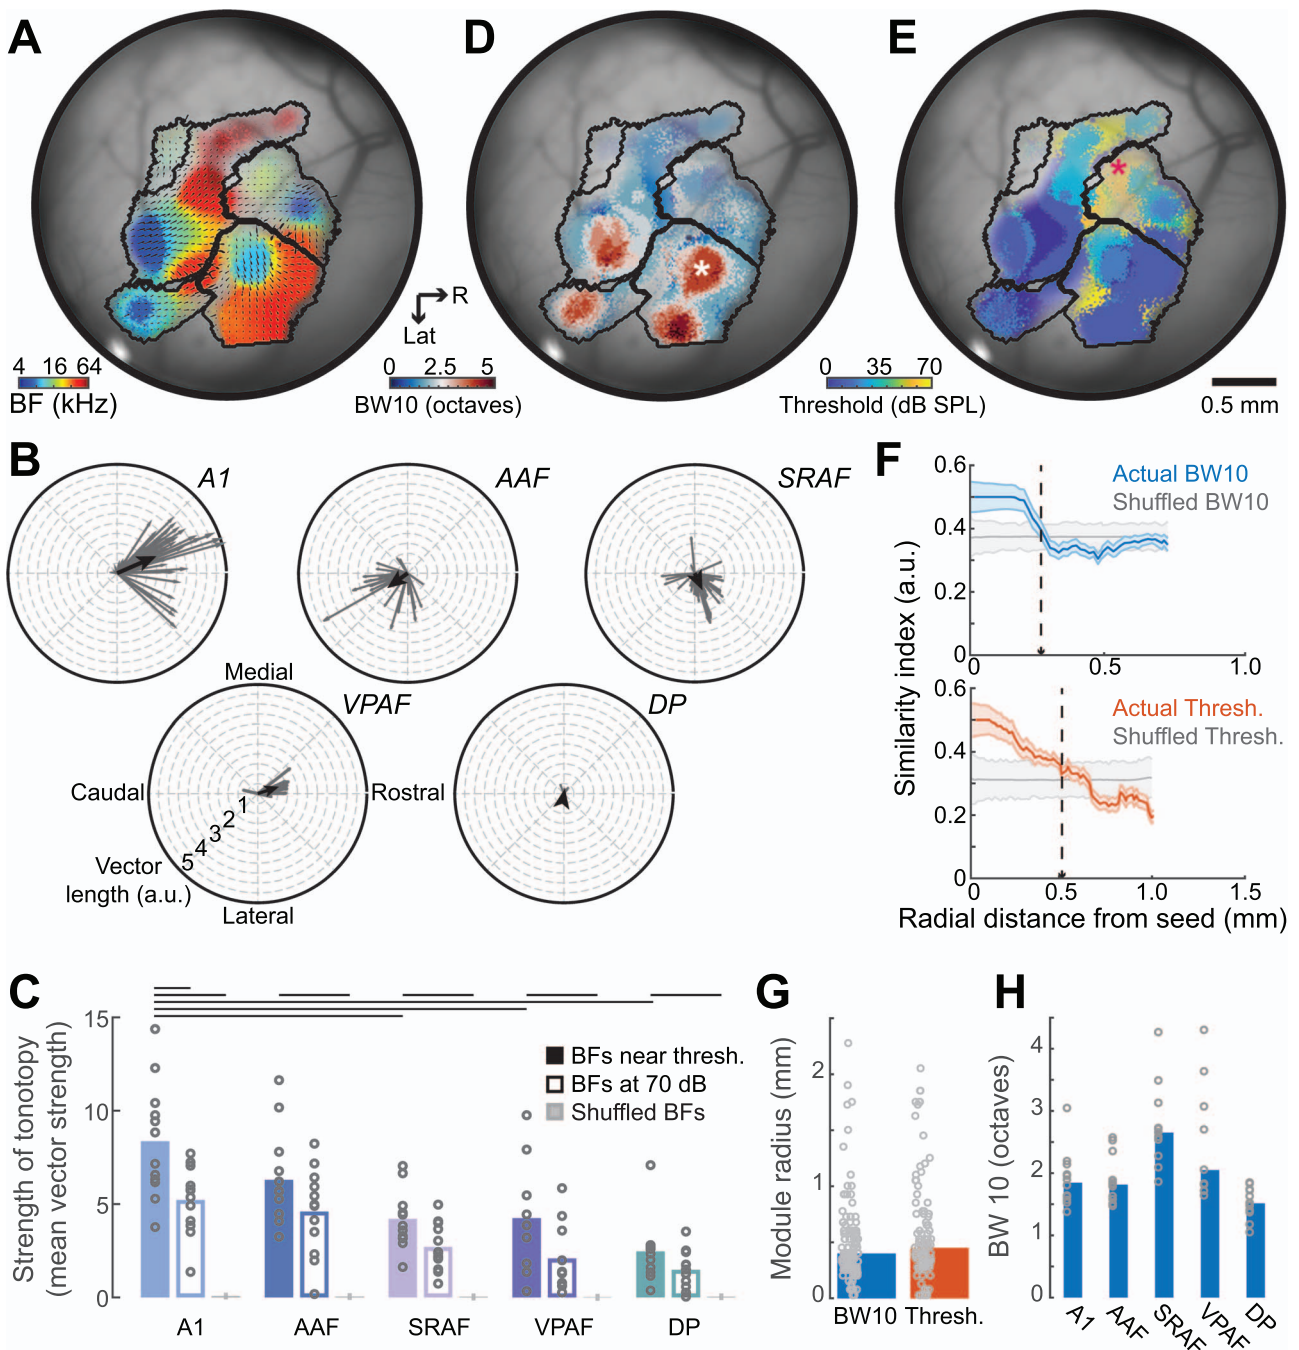 A
D
E
R
Lat
4 16 64
BF (kHz)
0 2.5 5
BW10 (octaves)
*
*
0 35 70
Threshold (dB SPL)
0.5 mm
B
A1
AAF
SRAF
Medial
VPAF
DP
Caudal
Rostral
1
2
3
4
5
Vector
length (a.u.)
Lateral
F
0.6
0.4
0.2
0
0 0.5 1.0
Actual BW10
Shuffled BW10
Similarity index (a.u.)
0.6
0.4
0.2
0
0 0.5 1.0 1.5
Actual Thresh.
Shuffled Thresh.
Radial distance from seed (mm)
C
Strength of tonotopy
(mean vector strength)
15
10
5
0
BFs near thresh.
BFs at 70 dB
Shuffled BFs
A1 AAF SRAF VPAF DP
G
Module radius (mm)
2
1
0
BW10 Thresh.
H
BW 10 (octaves)
4
3
2
1
0
A1 AAF SRAF VPAF DP